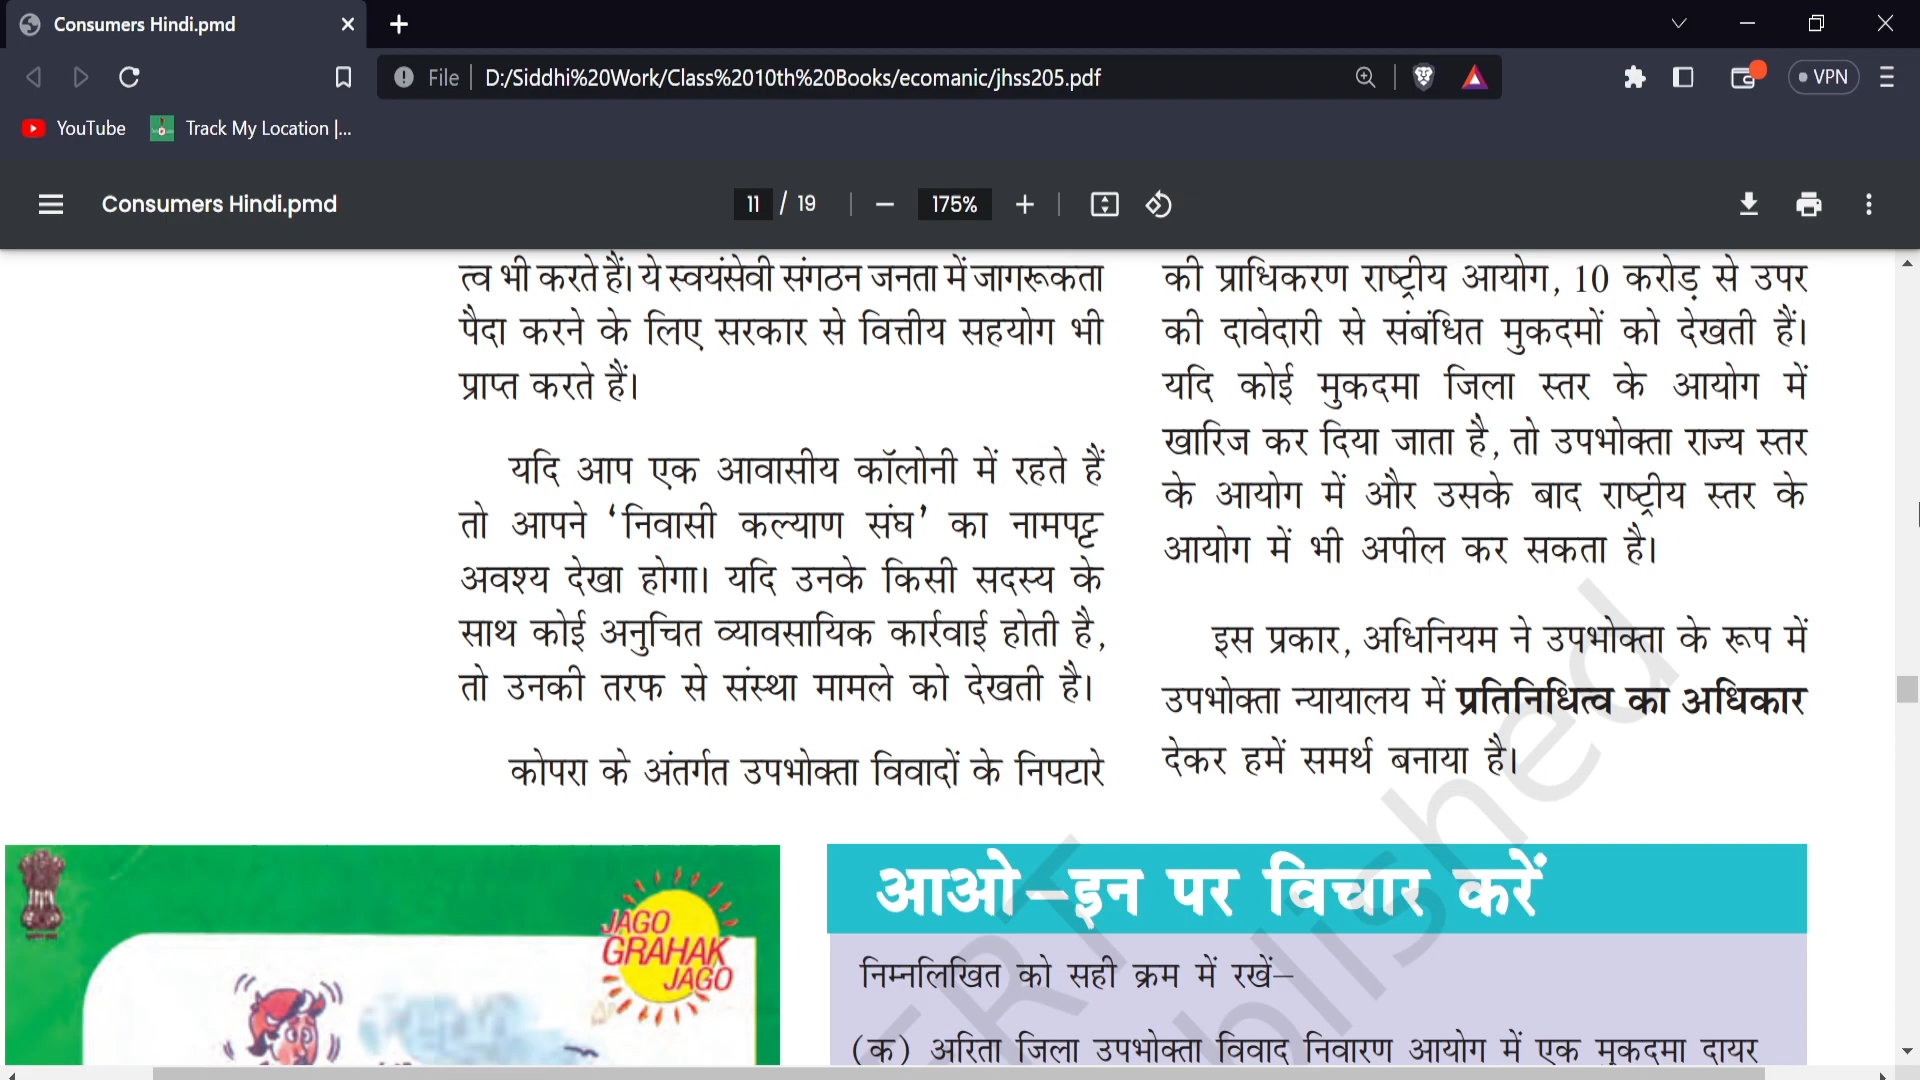 Consumers Hindi.pmd
File
D:/Siddhi%20Work/Class%2010th%20Books/ecomanic/jhss205.pdf
VPN
YouTube
Track My Location |...
Consumers Hindi.pmd
11 / 19
175%
त्व भी करते हैं। ये स्वयंसेवी संगठन जनता में जागरूकता
पैदा करने के लिए सरकार से वित्तीय सहयोग भी
प्राप्त करते हैं।
यदि आप एक आवासीय कॉलोनी में रहते हैं
तो आपने ‘निवासी कल्याण संघ’ का नामपट्ट
अवश्य देखा होगा। यदि उनके किसी सदस्य के
साथ कोई अनुचित व्यावसायिक कार्रवाई होती है,
तो उनकी तरफ से संस्था मामले को देखती है।
कोपरा के अंतर्गत उपभोक्ता विवादों के निपटारे
की प्राधिकरण राष्ट्रीय आयोग, 10 करोड़ से उपर
की दावेदारी से संबंधित मुकदमों को देखती हैं।
यदि कोई मुकदमा जिला स्तर के आयोग में
खारिज कर दिया जाता है, तो उपभोक्ता राज्य स्तर
के आयोग में और उसके बाद राष्ट्रीय स्तर के
आयोग में भी अपील कर सकता है।
इस प्रकार, अधिनियम ने उपभोक्ता के रूप में
उपभोक्ता न्यायालय में प्रतिनिधित्व का अधिकार
देकर हमें समर्थ बनाया है।
JAGO
GRAHAK
JAGO
आओ–इन पर विचार करें
निम्नलिखित को सही क्रम में रखें–
(क) अरिता जिला उपभोक्ता विवाद निवारण आयोग में एक मुकदमा दायर